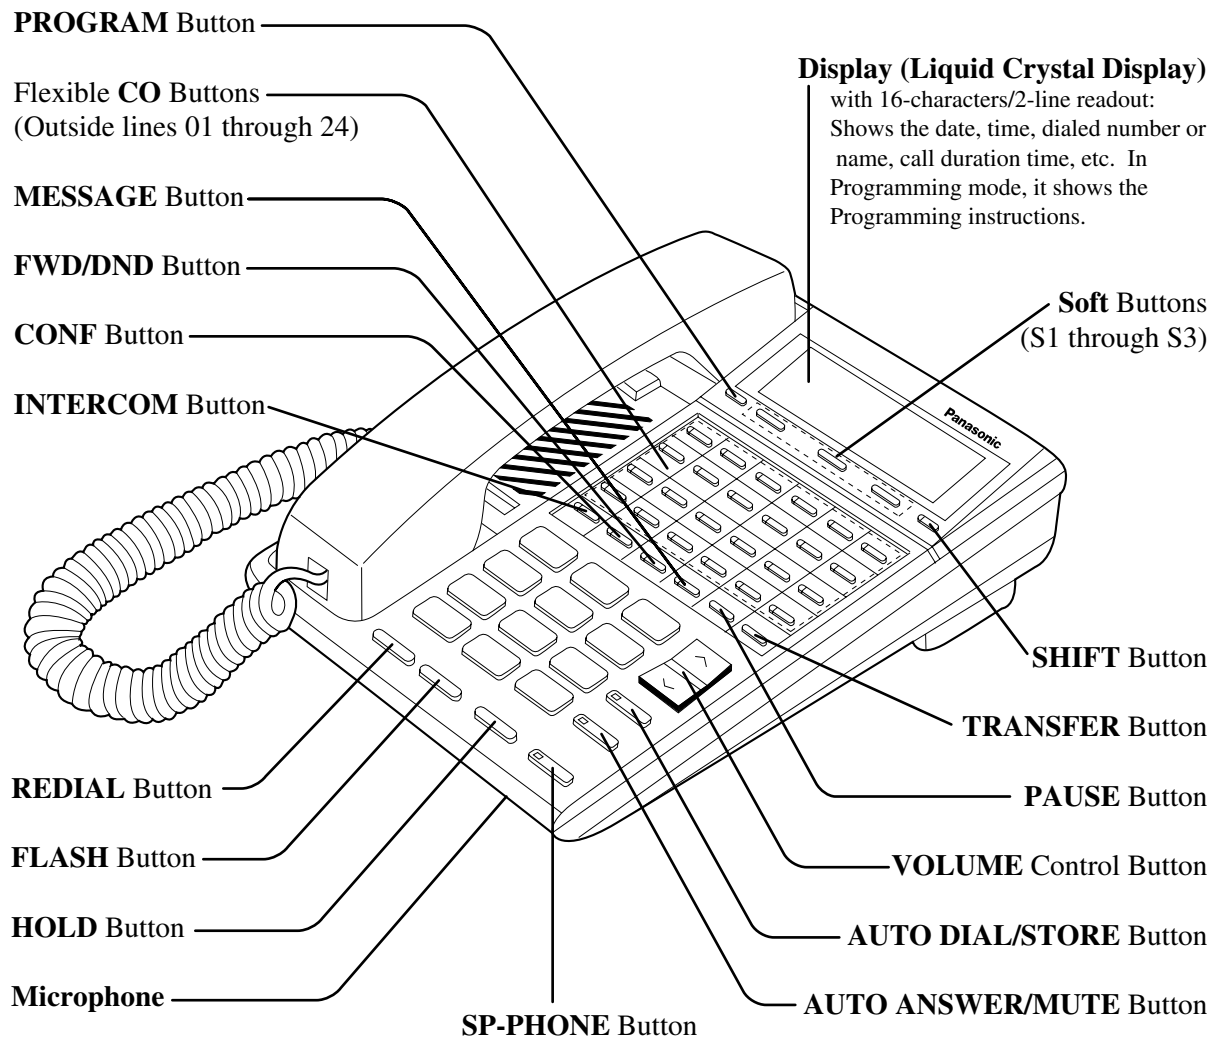 PROGRAM Button
Flexible CO Buttons
(Outside lines 01 through 24)
MESSAGE Button
FWD/DND Button
CONF Button
INTERCOM Button
Display (Liquid Crystal Display)
with 16-characters/2-line readout:
Shows the date, time, dialed number or
name, call duration time, etc. In
Programming mode, it shows the
Programming instructions.
Soft Buttons
(S1 through S3)
Panasonic
SHIFT Button
TRANSFER Button
PAUSE Button
VOLUME Control Button
AUTO DIAL/STORE Button
AUTO ANSWER/MUTE Button
REDIAL Button
FLASH Button
HOLD Button
Microphone
SP-PHONE Button